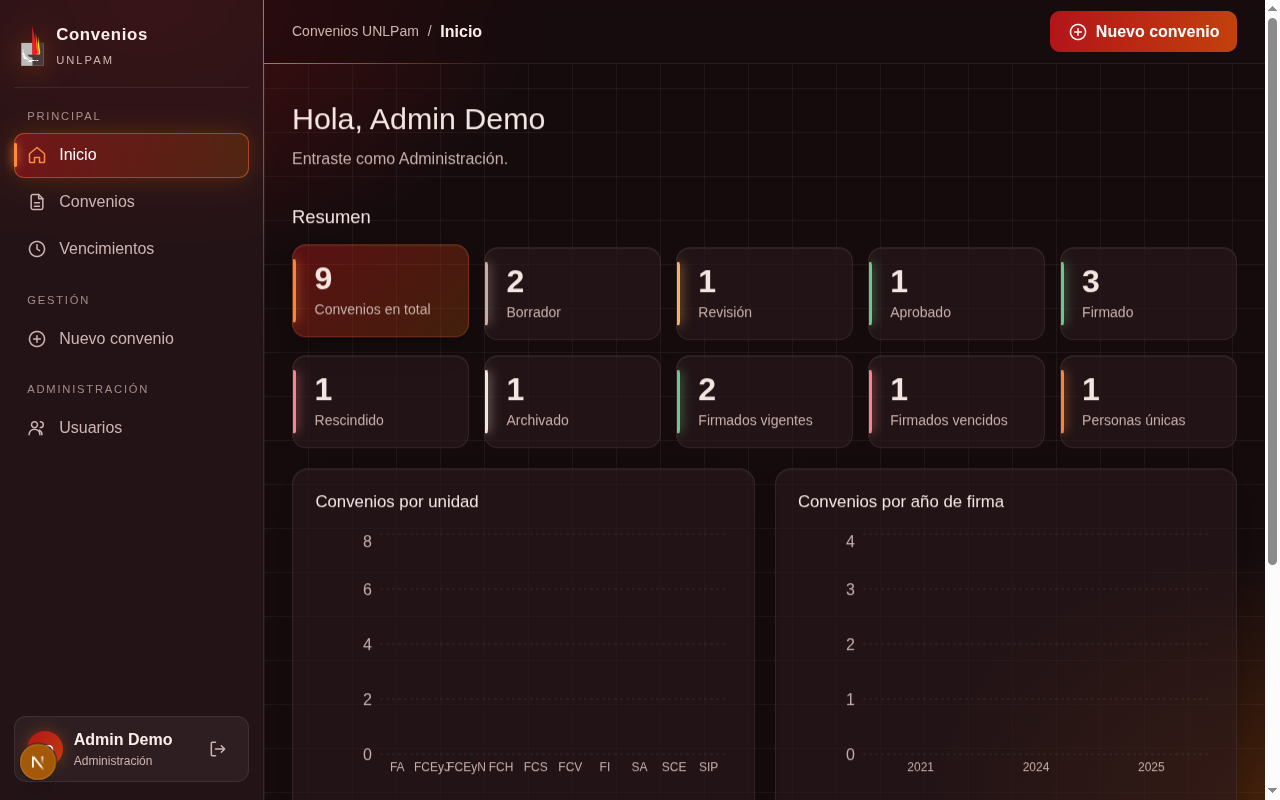 Convenios
UNLPAM
PRINCIPAL
Inicio
Convenios
Vencimientos
GESTIÓN
Nuevo convenio
ADMINISTRACIÓN
Usuarios
Admin Demo
Administración
N
Convenios UNLPam / Inicio
Nuevo convenio
Hola, Admin Demo
Entraste como Administración.
Resumen
9
Convenios en total
2
Borrador
1
Revisión
1
Aprobado
3
Firmado
1
Rescindido
1
Archivado
2
Firmados vigentes
1
Firmados vencidos
1
Personas únicas
Convenios por unidad
8
6
4
2
0
FA FCEyJ FCEyN FCH FCS FCV FI SA SCE SIP
Convenios por año de firma
4
3
2
1
0
2021 2024 2025